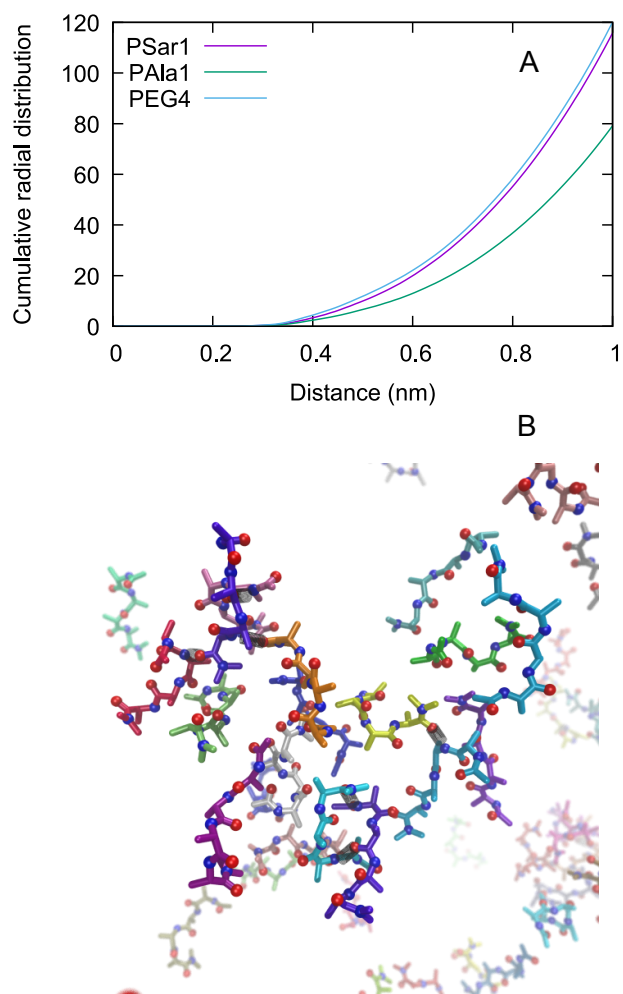 Cumulative radial distribution
120
100
80
60
40
20
0
PSar1
PAla1
PEG4
A
0 0.2 0.4 0.6 0.8 1
Distance (nm)
B